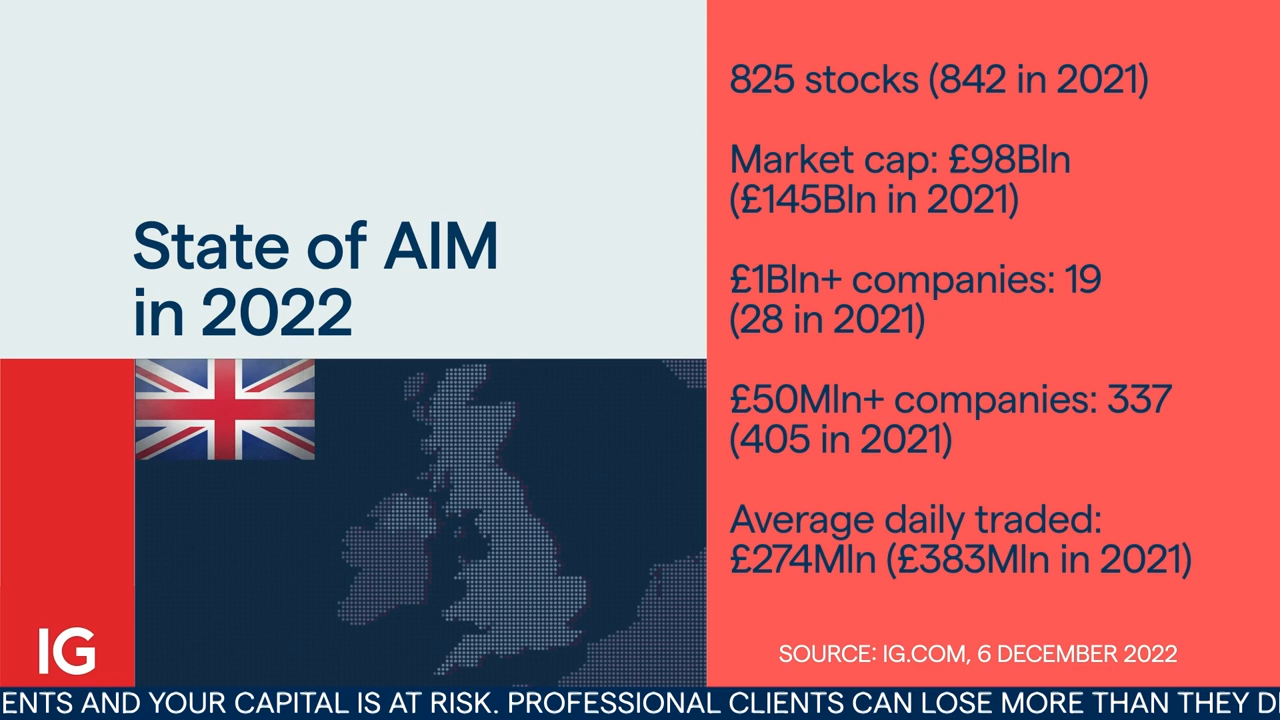 State of AIM
in 2022
825 stocks (842 in 2021)
Market cap: £98Bln
(£145Bln in 2021)
£1Bln+ companies: 19
(28 in 2021)
£50Mln+ companies: 337
(405 in 2021)
Average daily traded:
£274Mln (£383Mln in 2021)
SOURCE: IG.COM, 6 DECEMBER 2022
IG
ENTS AND YOUR CAPITAL IS AT RISK. PROFESSIONAL CLIENTS CAN LOSE MORE THAN THEY